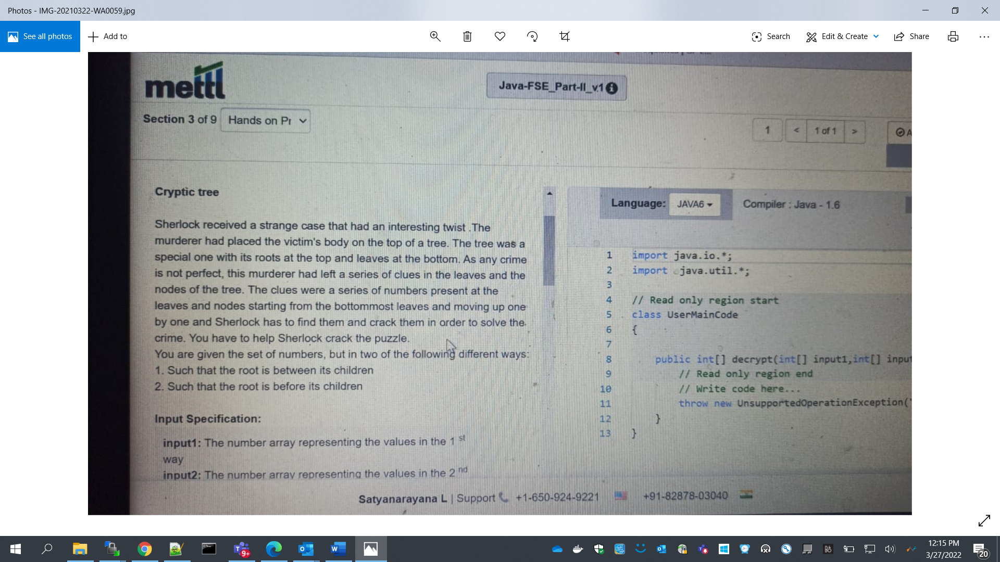 Photos - IMG-20210322-WA0059.jpg
See all photos
Add to
Search
Edit & Create
Share
mettl
Java-FSE_Part-II_v1
Section 3 of 9
Hands on Pr
1
<
1 of 1
>
A
Cryptic tree
Sherlock received a strange case that had an interesting twist .The
murderer had placed the victim's body on the top of a tree. The tree was a
special one with its roots at the top and leaves at the bottom. As any crime
is not perfect, this murderer had left a series of clues in the leaves and the
nodes of the tree. The clues were a series of numbers present at the
leaves and nodes starting from the bottommost leaves and moving up one
by one and Sherlock has to find them and crack them in order to solve the
crime. You have to help Sherlock crack the puzzle.
You are given the set of numbers, but in two of the following different ways:
1. Such that the root is between its children
2. Such that the root is before its children
Input Specification:
input1: The number array representing the values in the 1 st
way
input2: The number array representing the values in the 2 nd
Language: JAVA6
Compiler : Java - 1.6
1 import java.io.*;
2 import java.util.*;
3
4 // Read only region start
5 class UserMainCode
6 {
7
8 public int[] decrypt(int[] input1,int[] input
9 // Read only region end
10 // Write code here...
11 throw new UnsupportedOperationException("
12 }
13 }
Satyanarayana L | Support +1-650-924-9221 +91-82878-03040
9+
12:15 PM
3/27/2022
20